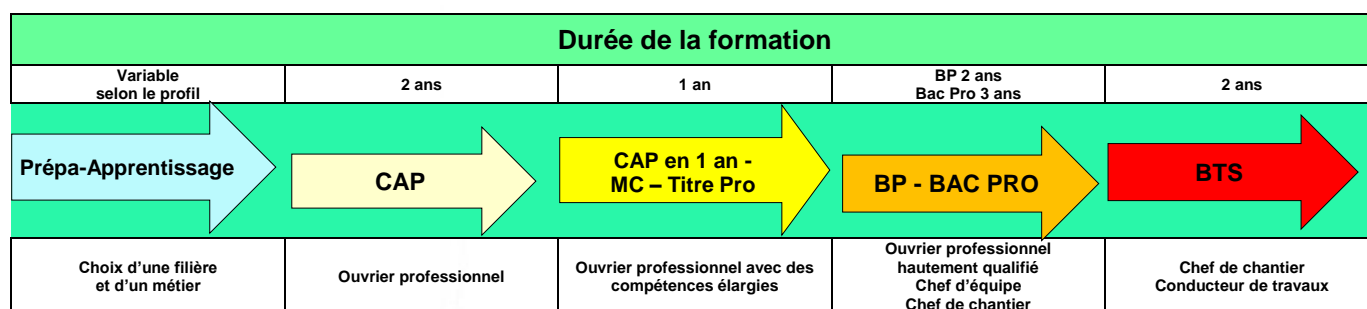 Durée de la formation
Variable
selon le profil
2 ans
1 an
BP 2 ans
Bac Pro 3 ans
2 ans
Prépa-Apprentissage
CAP
CAP en 1 an -
MC – Titre Pro
BP - BAC PRO
BTS
Choix d'une filière
et d'un métier
Ouvrier professionnel
Ouvrier professionnel avec des
compétences élargies
Ouvrier professionnel
hautement qualifié
Chef d'équipe
Chef de chantier
Chef de chantier
Conducteur de travaux